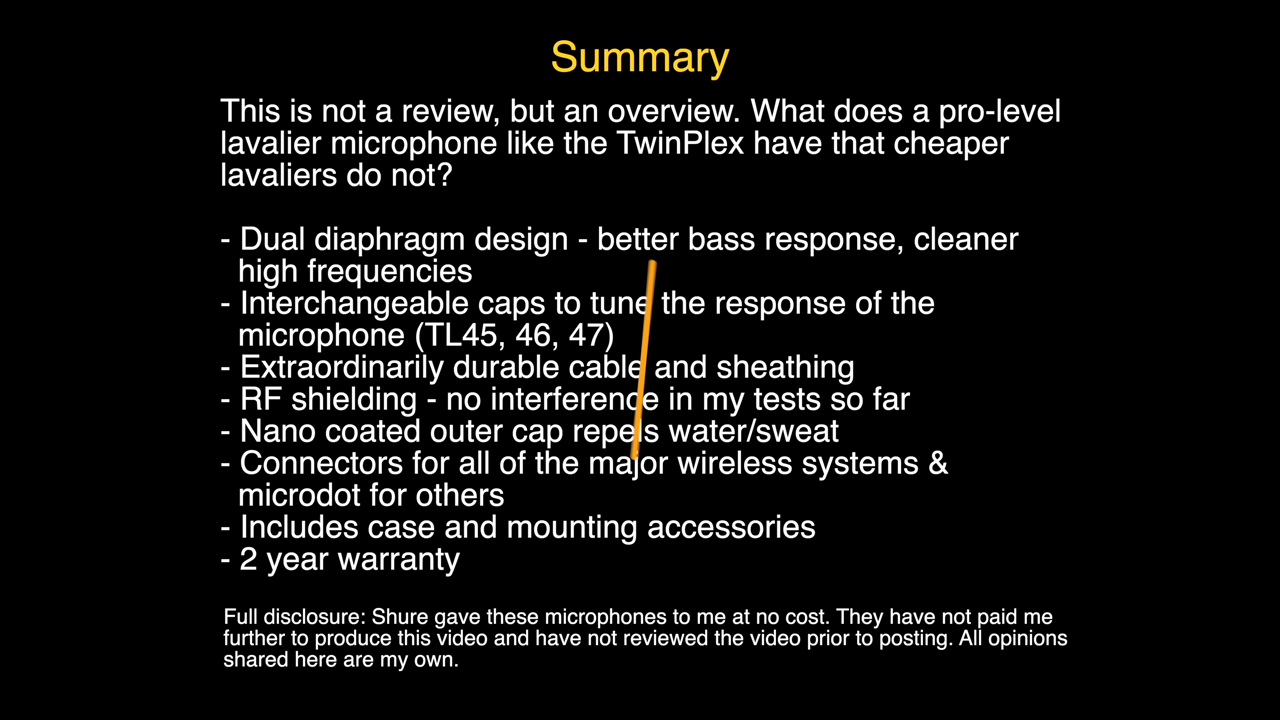 Summary
This is not a review, but an overview. What does a pro-level
lavalier microphone like the TwinPlex have that cheaper
lavaliers do not?
- Dual diaphragm design - better bass response, cleaner
high frequencies
- Interchangeable caps to tune the response of the
microphone (TL45, 46, 47)
- Extraordinarily durable cable and sheathing
- RF shielding - no interference in my tests so far
- Nano coated outer cap repels water/sweat
- Connectors for all of the major wireless systems &
microdot for others
- Includes case and mounting accessories
- 2 year warranty
Full disclosure: Shure gave these microphones to me at no cost. They have not paid me
further to produce this video and have not reviewed the video prior to posting. All opinions
shared here are my own.